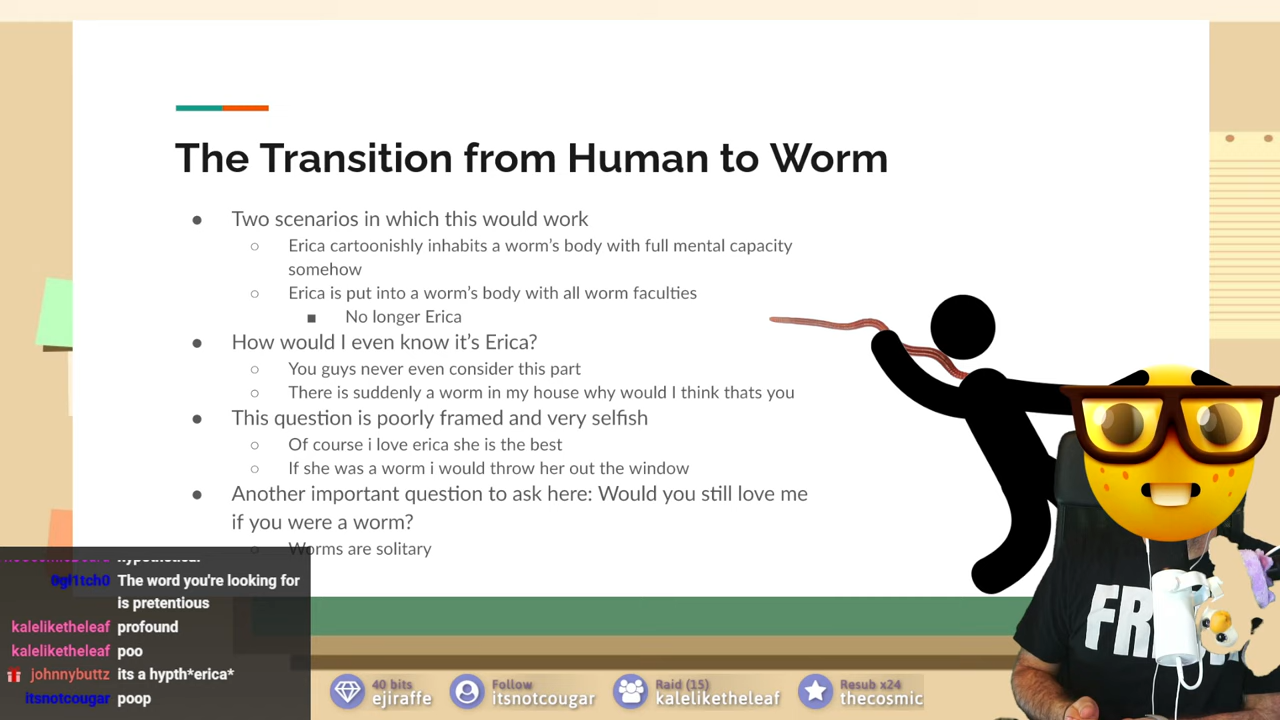 The Transition from Human to Worm
● Two scenarios in which this would work
○ Erica cartoonishly inhabits a worm's body with full mental capacity
somehow
○ Erica is put into a worm's body with all worm faculties
■ No longer Erica
● How would I even know it's Erica?
○ You guys never even consider this part
○ There is suddenly a worm in my house why would I think thats you
● This question is poorly framed and very selfish
○ Of course i love erica she is the best
○ If she was a worm i would throw her out the window
● Another important question to ask here: Would you still love me
if you were a worm?
○ Worms are solitary
0gl1tch0 The word you're looking for
is pretentious
kaleliketheleaf profound
kaleliketheleaf poo
johnnybuttz its a hypth*erica*
itsnotcougar poop
40 bits
ejiraffe
Follow
itsnotcougar
Raid (15)
kaleliketheleaf
Resub x24
thecosmic